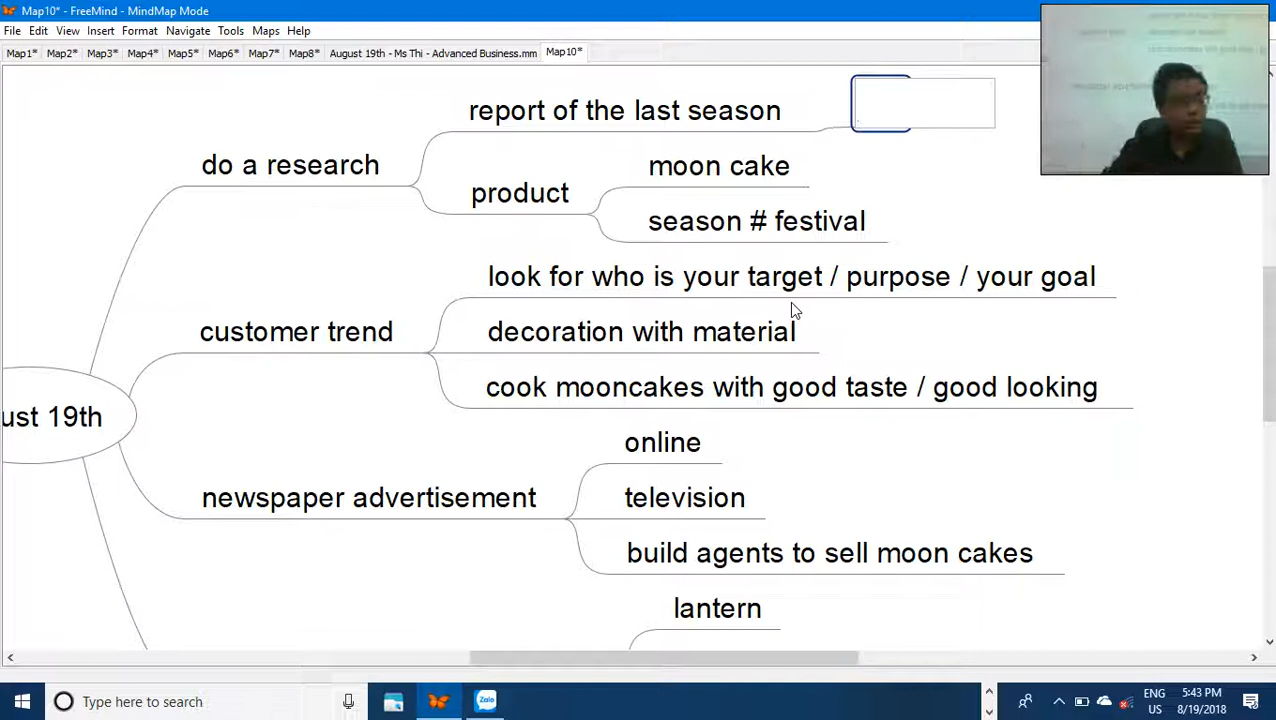 Map10* - FreeMind - MindMap Mode
File Edit View Insert Format Navigate Tools Maps Help
Map1* Map2* Map3* Map4* Map5* Map6* Map7* Map8* August 19th - Ms Thi - Advanced Business.mm Map10*
report of the last season
do a research
moon cake
product
season # festival
look for who is your target / purpose / your goal
customer trend
decoration with material
cook mooncakes with good taste / good looking
ust 19th
online
newspaper advertisement
television
build agents to sell moon cakes
lantern
Type here to search
ENG
US
5:43 PM
8/19/2018
Zalo